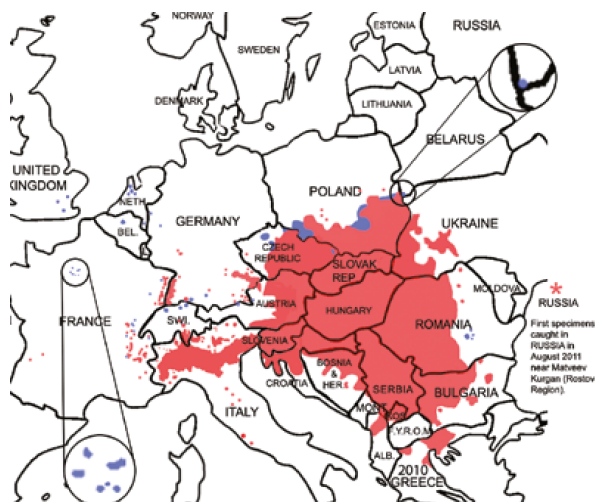 NORWAY
SWEDEN
ESTONIA
RUSSIA
LATVIA
DENMARK
LITHUANIA
BELARUS
UNITED
KINGDOM
NETH.
POLAND
GERMANY
BEL.
UKRAINE
CZECH
REPUBLIC
SLOVAK
REP.
MOLDOVA
AUSTRIA
HUNGARY
FRANCE
SWI.
ROMANIA
SLOVENIA
CROATIA
BOSNIA
&
HER.
SERBIA
BULGARIA
ITALY
MONT.
KOS.
F.Y.R.O.M.
ALB.
2010
GREECE
* RUSSIA
First specimens
caught in
RUSSIA in
August 2011
near Matveev
Kurgan (Rostov
Region).